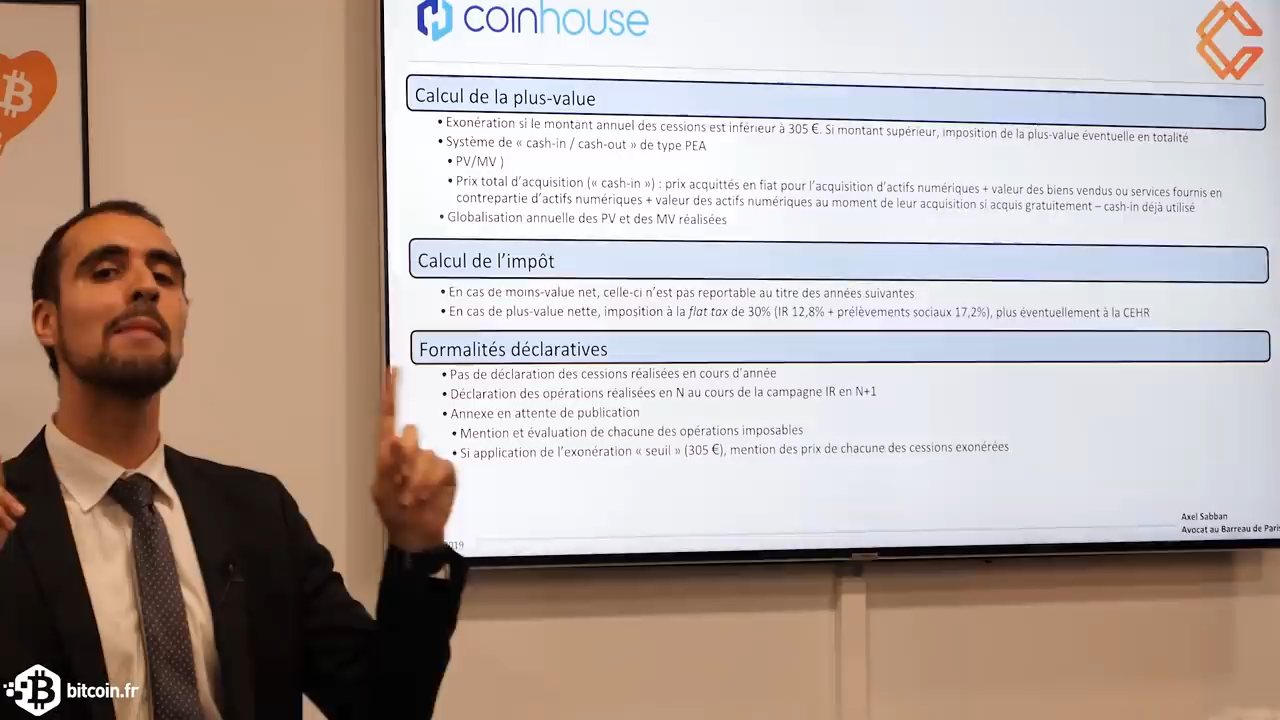 coinhouse
Calcul de la plus-value
• Exonération si le montant annuel des cessions est inférieur à 305 €. Si montant supérieur, imposition de la plus-value éventuelle en totalité
• Système de « cash-in / cash-out » de type PEA
• PV/MV )
• Prix total d'acquisition (« cash-in ») : prix acquittés en fiat pour l'acquisition d'actifs numériques + valeur des biens vendus ou services fournis en
contrepartie d'actifs numériques + valeur des actifs numériques au moment de leur acquisition si acquis gratuitement – cash-in déjà utilisé
• Globalisation annuelle des PV et des MV réalisées
Calcul de l'impôt
• En cas de moins-value net, celle-ci n'est pas reportable au titre des années suivantes
• En cas de plus-value nette, imposition à la flat tax de 30% (IR 12,8% + prélèvements sociaux 17,2%), plus éventuellement à la CEHR
Formalités déclaratives
• Pas de déclaration des cessions réalisées en cours d'année
• Déclaration des opérations réalisées en N au cours de la campagne IR en N+1
• Annexe en attente de publication
• Mention et évaluation de chacune des opérations imposables
• Si application de l'exonération « seuil » (305 €), mention des prix de chacune des cessions exonérées
Axel Sabban
Avocat au Barreau de Paris
019
bitcoin.fr